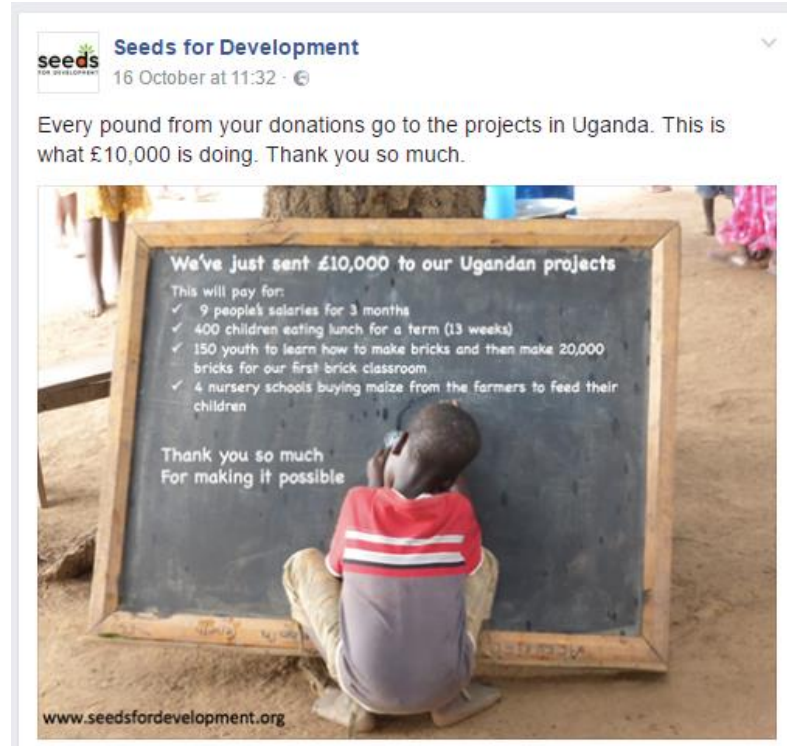 seeds
FOR DEVELOPMENT
Seeds for Development
16 October at 11:32 ·
Every pound from your donations go to the projects in Uganda. This is
what £10,000 is doing. Thank you so much.
We've just sent £10,000 to our Ugandan projects
This will pay for:
✓ 9 people's salaries for 3 months
✓ 400 children eating lunch for a term (13 weeks)
✓ 150 youth to learn how to make bricks and then make 20,000
bricks for our first brick classroom
✓ 4 nursery schools buying maize from the farmers to feed their
children
Thank you so much
For making it possible
www.seedsfordevelopment.org